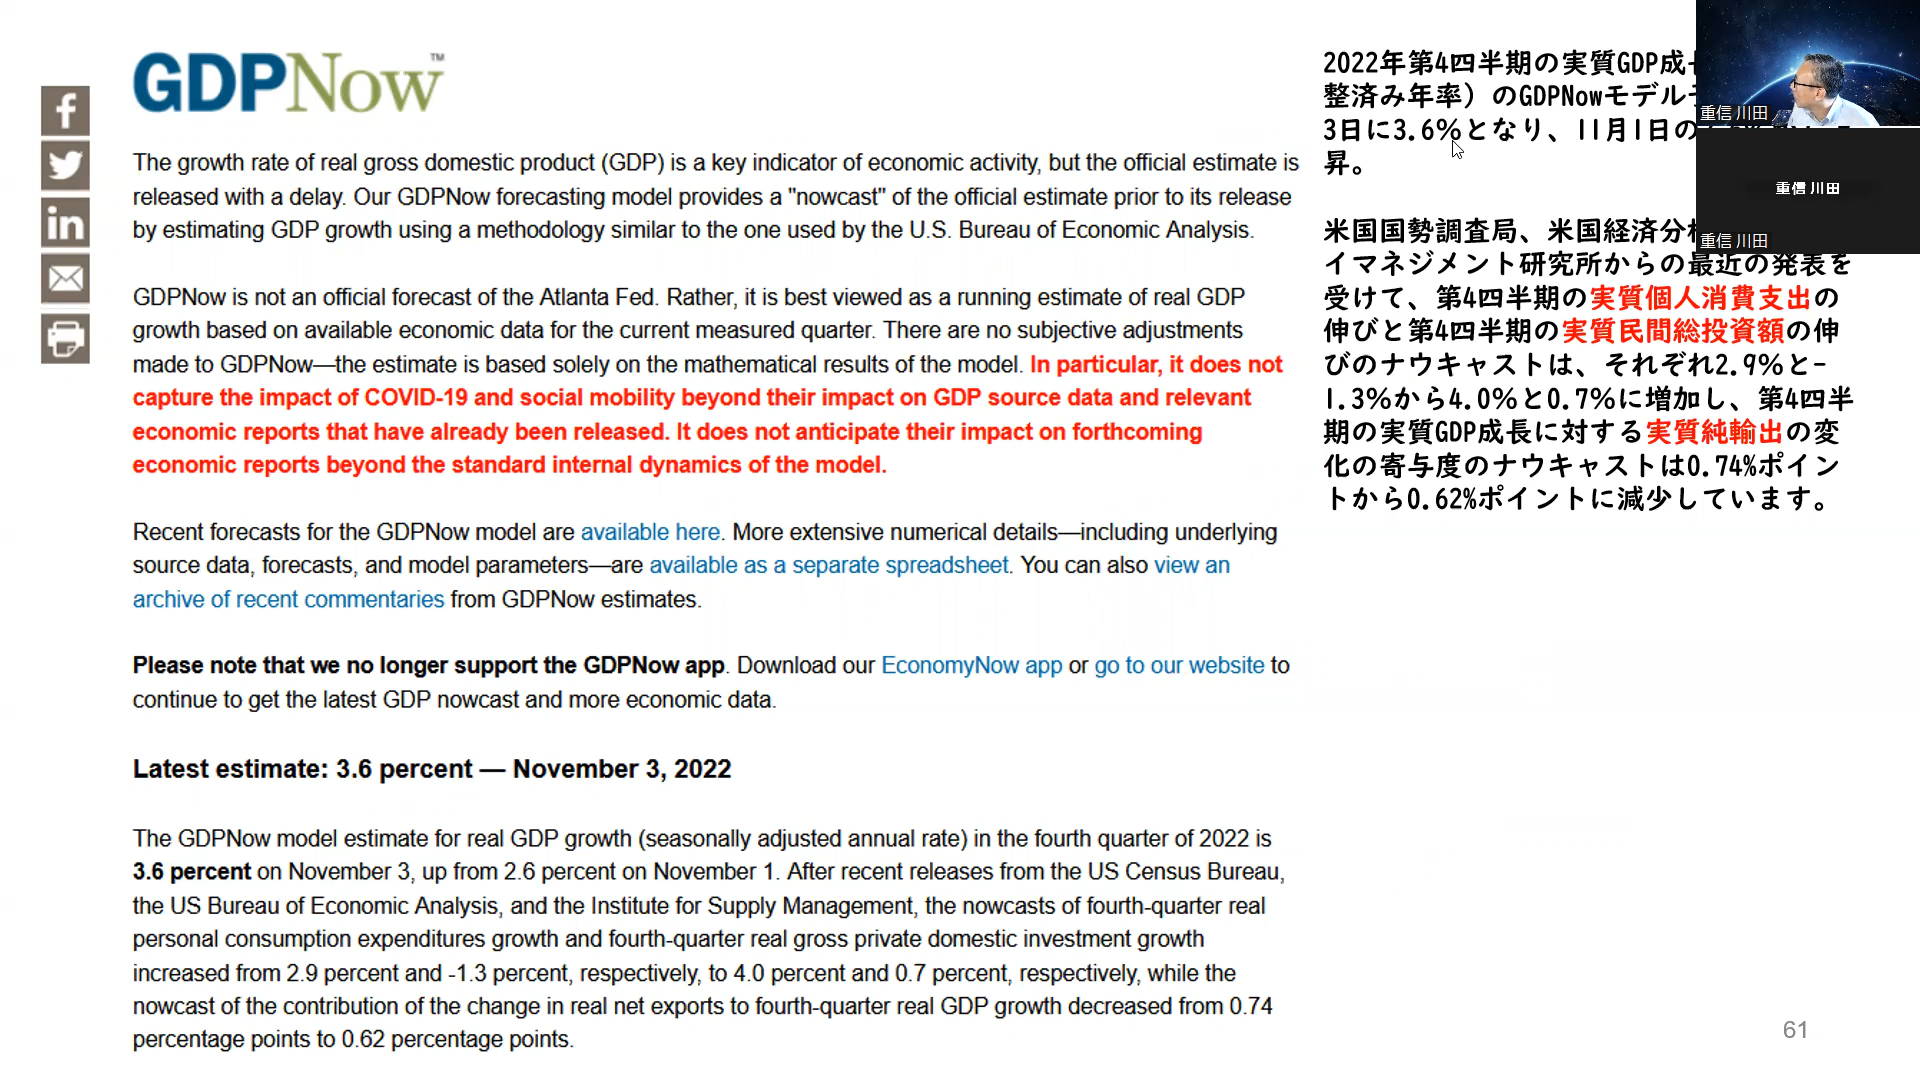 GDPNow™
The growth rate of real gross domestic product (GDP) is a key indicator of economic activity, but the official estimate is
released with a delay. Our GDPNow forecasting model provides a "nowcast" of the official estimate prior to its release
by estimating GDP growth using a methodology similar to the one used by the U.S. Bureau of Economic Analysis.
GDPNow is not an official forecast of the Atlanta Fed. Rather, it is best viewed as a running estimate of real GDP
growth based on available economic data for the current measured quarter. There are no subjective adjustments
made to GDPNow—the estimate is based solely on the mathematical results of the model. In particular, it does not
capture the impact of COVID-19 and social mobility beyond their impact on GDP source data and relevant
economic reports that have already been released. It does not anticipate their impact on forthcoming
economic reports beyond the standard internal dynamics of the model.
Recent forecasts for the GDPNow model are available here. More extensive numerical details—including underlying
source data, forecasts, and model parameters—are available as a separate spreadsheet. You can also view an
archive of recent commentaries from GDPNow estimates.
Please note that we no longer support the GDPNow app. Download our EconomyNow app or go to our website to
continue to get the latest GDP nowcast and more economic data.
Latest estimate: 3.6 percent — November 3, 2022
The GDPNow model estimate for real GDP growth (seasonally adjusted annual rate) in the fourth quarter of 2022 is
3.6 percent on November 3, up from 2.6 percent on November 1. After recent releases from the US Census Bureau,
the US Bureau of Economic Analysis, and the Institute for Supply Management, the nowcasts of fourth-quarter real
personal consumption expenditures growth and fourth-quarter real gross private domestic investment growth
increased from 2.9 percent and -1.3 percent, respectively, to 4.0 percent and 0.7 percent, respectively, while the
nowcast of the contribution of the change in real net exports to fourth-quarter real GDP growth decreased from 0.74
percentage points to 0.62 percentage points.
2022年第4四半期の実質GDP成
整済み年率）のGDPNowモデル
3日に3.6%となり、11月1日の
昇。
米国国勢調査局、米国経済分
イマネジメント研究所からの最近の発表を
受けて、第4四半期の実質個人消費支出の
伸びと第4四半期の実質民間総投資額の伸
びのナウキャストは、それぞれ2.9%と-
1.3%から4.0%と0.7%に増加し、第4四半
期の実質GDP成長に対する実質純輸出の変
化の寄与度のナウキャストは0.74%ポイン
トから0.62%ポイントに減少しています。
重信 川田
重信 川田
重信 川田
61